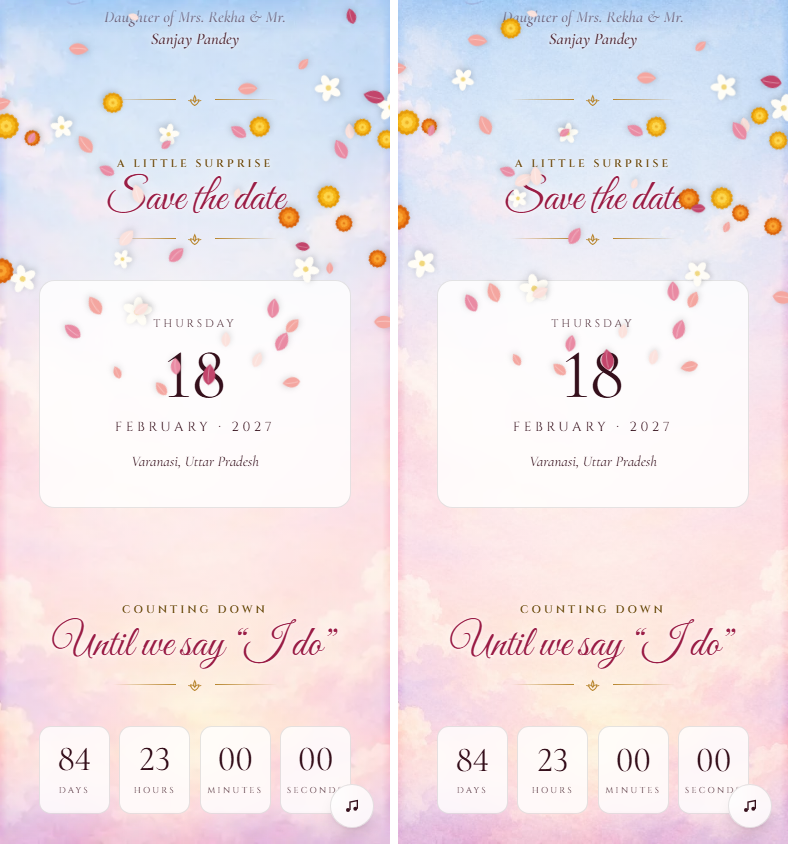 Daughter of Mrs. Rekha & Mr.
Sanjay Pandey
A LITTLE SURPRISE
Save the date
THURSDAY
18
FEBRUARY · 2027
Varanasi, Uttar Pradesh
COUNTING DOWN
Until we say “I do”
84 23 00 00
DAYS HOURS MINUTES SECONDS
Daughter of Mrs. Rekha & Mr.
Sanjay Pandey
A LITTLE SURPRISE
Save the date
THURSDAY
18
FEBRUARY · 2027
Varanasi, Uttar Pradesh
COUNTING DOWN
Until we say “I do”
84 23 00 00
DAYS HOURS MINUTES SECONDS